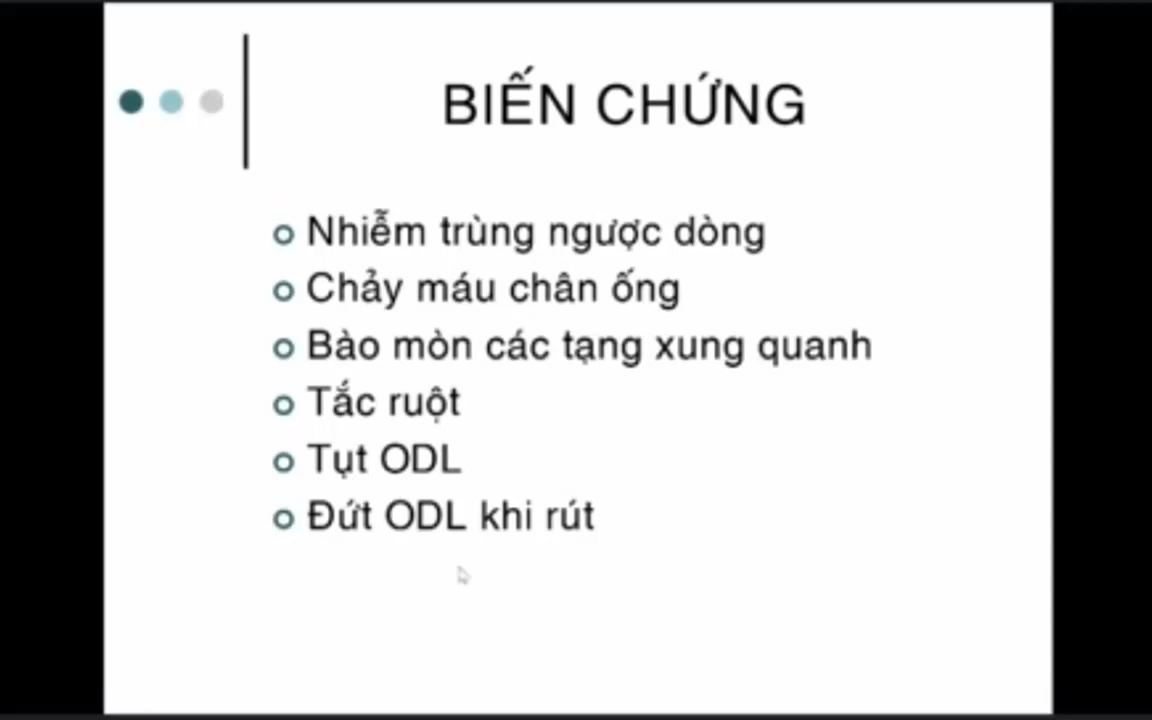 BIẾN CHỨNG
Nhiễm trùng ngược dòng
Chảy máu chân ống
Bào mòn các tạng xung quanh
Tắc ruột
Tụt ODL
Đứt ODL khi rút